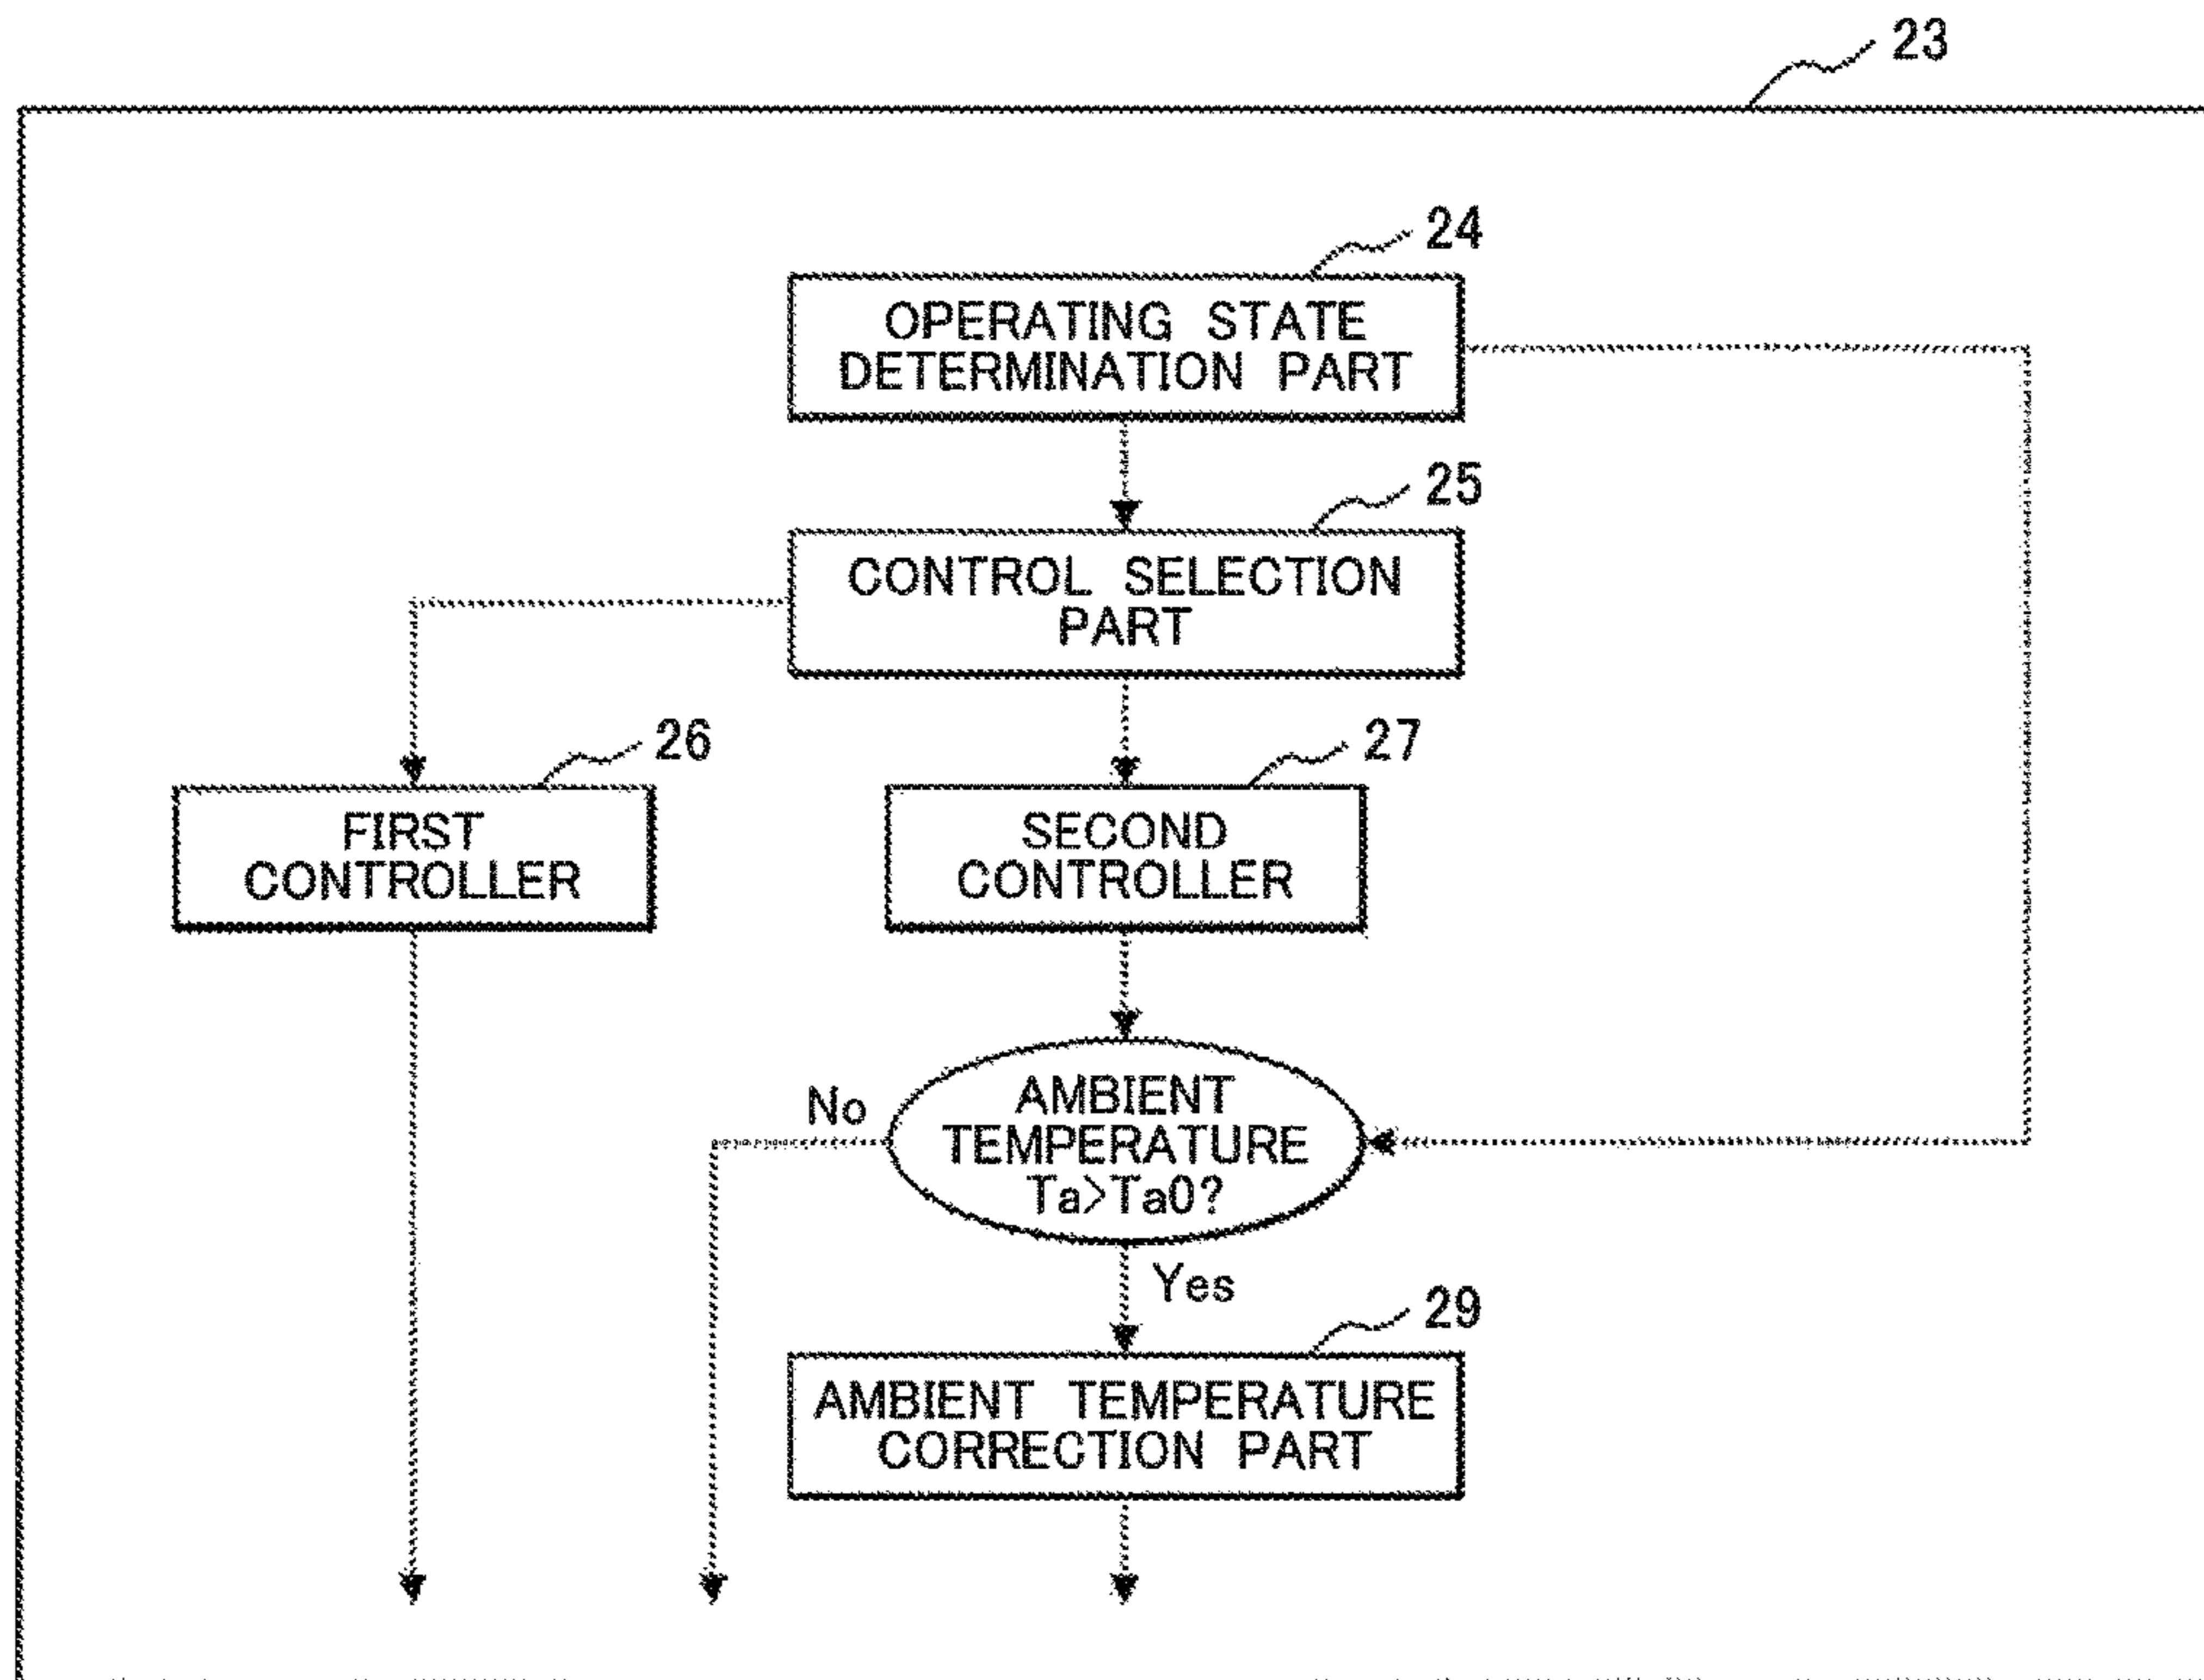 23
24
OPERATING STATE
DETERMINATION PART
25
CONTROL SELECTION
PART
26
FIRST
CONTROLLER
27
SECOND
CONTROLLER
No
AMBIENT
TEMPERATURE
Ta>Ta0?
Yes
29
AMBIENT TEMPERATURE
CORRECTION PART